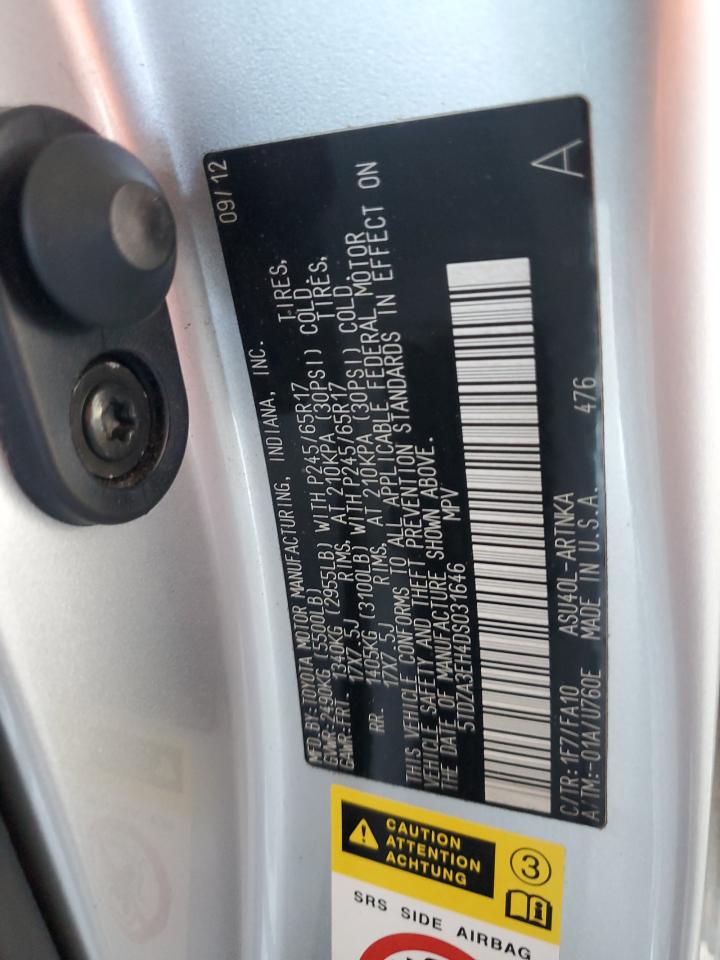 MFD.BY:TOYOTA MOTOR MANUFACTURING, INDIANA, INC. 09/12
GVWR:2490KG (5500LB)
GAWR:FRT. 1340KG (2955LB) WITH P245/65R17 TIRES,
17X7.5J RIMS, AT 210KPA (30PSI) COLD.
RR. 1405KG (3100LB) WITH P245/65R17 TIRES,
17X7.5J RIMS, AT 210KPA (30PSI) COLD.
THIS VEHICLE CONFORMS TO ALL APPLICABLE FEDERAL MOTOR
VEHICLE SAFETY AND THEFT PREVENTION STANDARDS IN EFFECT ON
THE DATE OF MANUFACTURE SHOWN ABOVE.
5TDZA3EH4DS031646 MPV
C/TR:1F7/FA10 ASU40L-ARTNKA 476
A/TM:-01A/U760E MADE IN U.S.A.
A
CAUTION
ATTENTION
ACHTUNG
3
SRS SIDE AIRBAG